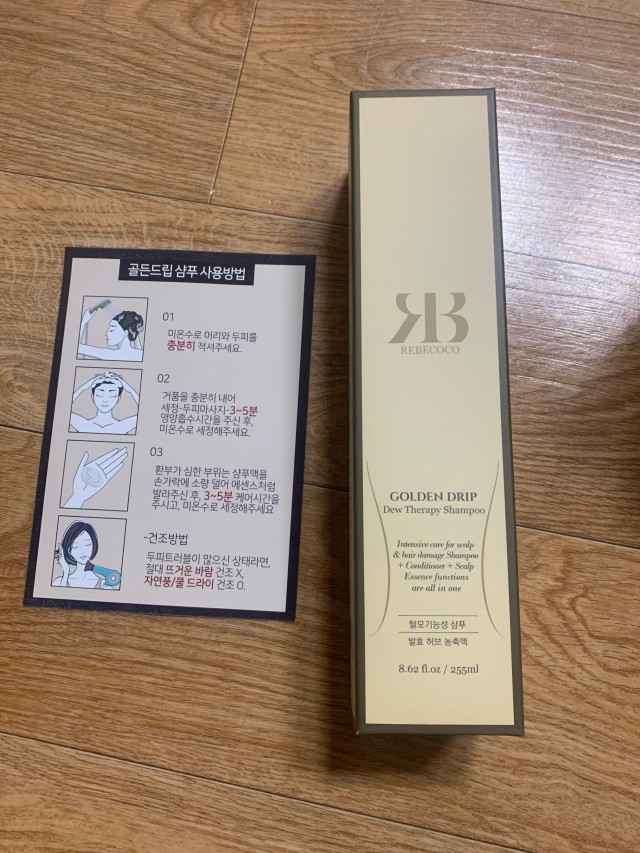 골든드립 샴푸 사용방법
01
미온수로 머리와 두피를
충분히 적셔주세요.
02
거품을 충분히 내어
세정-두피마사지-3~5분
영양흡수시간을 주신 후,
미온수로 세정해주세요.
03
환부가 심한 부위는 샴푸액을
손가락에 소량 덜어 에센스처럼
발라주신 후, 3~5분 케어시간을
주시고, 미온수로 세정해주세요
-건조방법
두피트러블이 많으신 상태라면,
절대 뜨거운 바람 건조 X,
자연풍/쿨 드라이 건조 O.
RB
REBECOCO
GOLDEN DRIP
Dew Therapy Shampoo
Intensive care for scalp
& hair damage Shampoo
+ Conditioner + Scalp
Essence functions
are all in one
탈모기능성 샴푸
발효 허브 농축액
8.62 fl.oz / 255ml